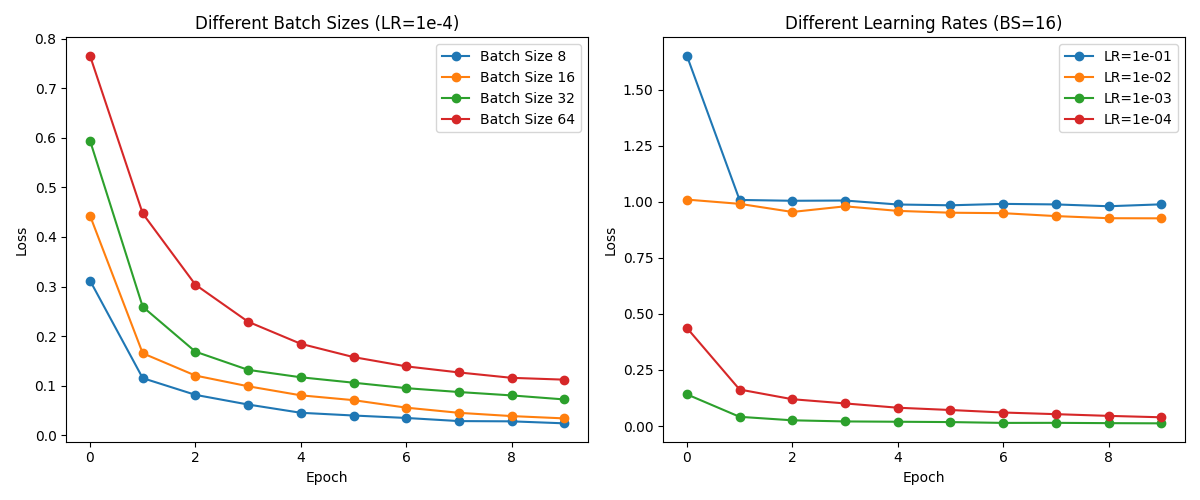 Different Batch Sizes (LR=1e-4)
0.8
0.7
0.6
0.5
0.4
0.3
0.2
0.1
0.0
Loss
0 2 4 6 8
Epoch
Batch Size 8
Batch Size 16
Batch Size 32
Batch Size 64
Different Learning Rates (BS=16)
1.50
1.25
1.00
0.75
0.50
0.25
0.00
Loss
0 2 4 6 8
Epoch
LR=1e-01
LR=1e-02
LR=1e-03
LR=1e-04